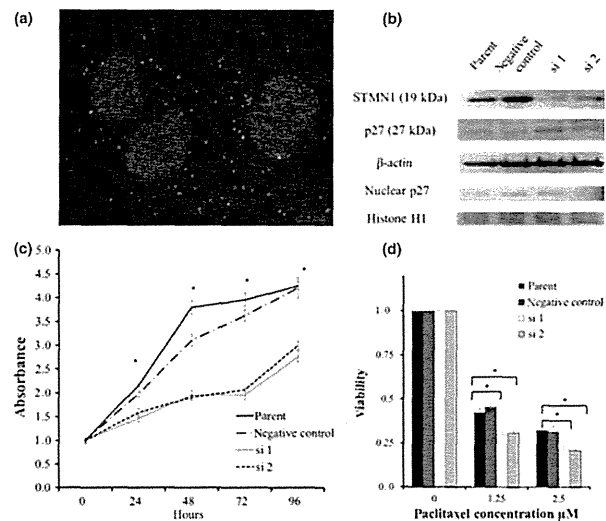 (a)
(b)
Parent
Negative control
si 1
si 2
STMN1 (19 kDa)
p27 (27 kDa)
β-actin
Nuclear p27
Histone H1
(c)
5.0
4.5
4.0
3.5
3.0
2.5
2.0
1.5
1.0
0.5
0.0
Absorbance
* * * *
Parent
Negative control
si 1
si 2
0 24 48 72 96
Hours
(d)
Parent
Negative control
si 1
si 2
1.0
0.75
0.5
0.25
0
Viability
* * * *
0 1.25 2.5
Paclitaxel concentration μM